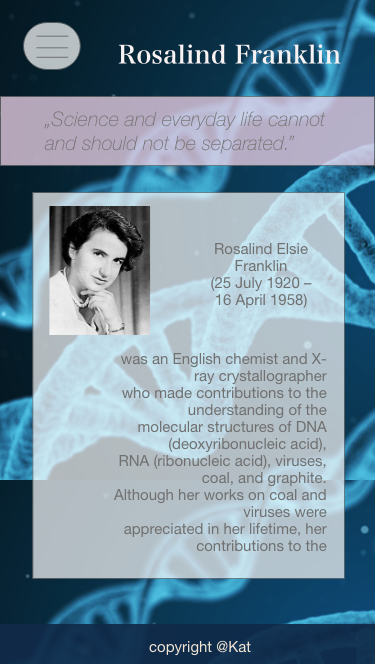 Rosalind Franklin
„Science and everyday life cannot
and should not be separated.”
Rosalind Elsie
Franklin
(25 July 1920 –
16 April 1958)
was an English chemist and X-
ray crystallographer
who made contributions to the
understanding of the
molecular structures of DNA
(deoxyribonucleic acid),
RNA (ribonucleic acid), viruses,
coal, and graphite.
Although her works on coal and
viruses were
appreciated in her lifetime, her
contributions to the
copyright @Kat